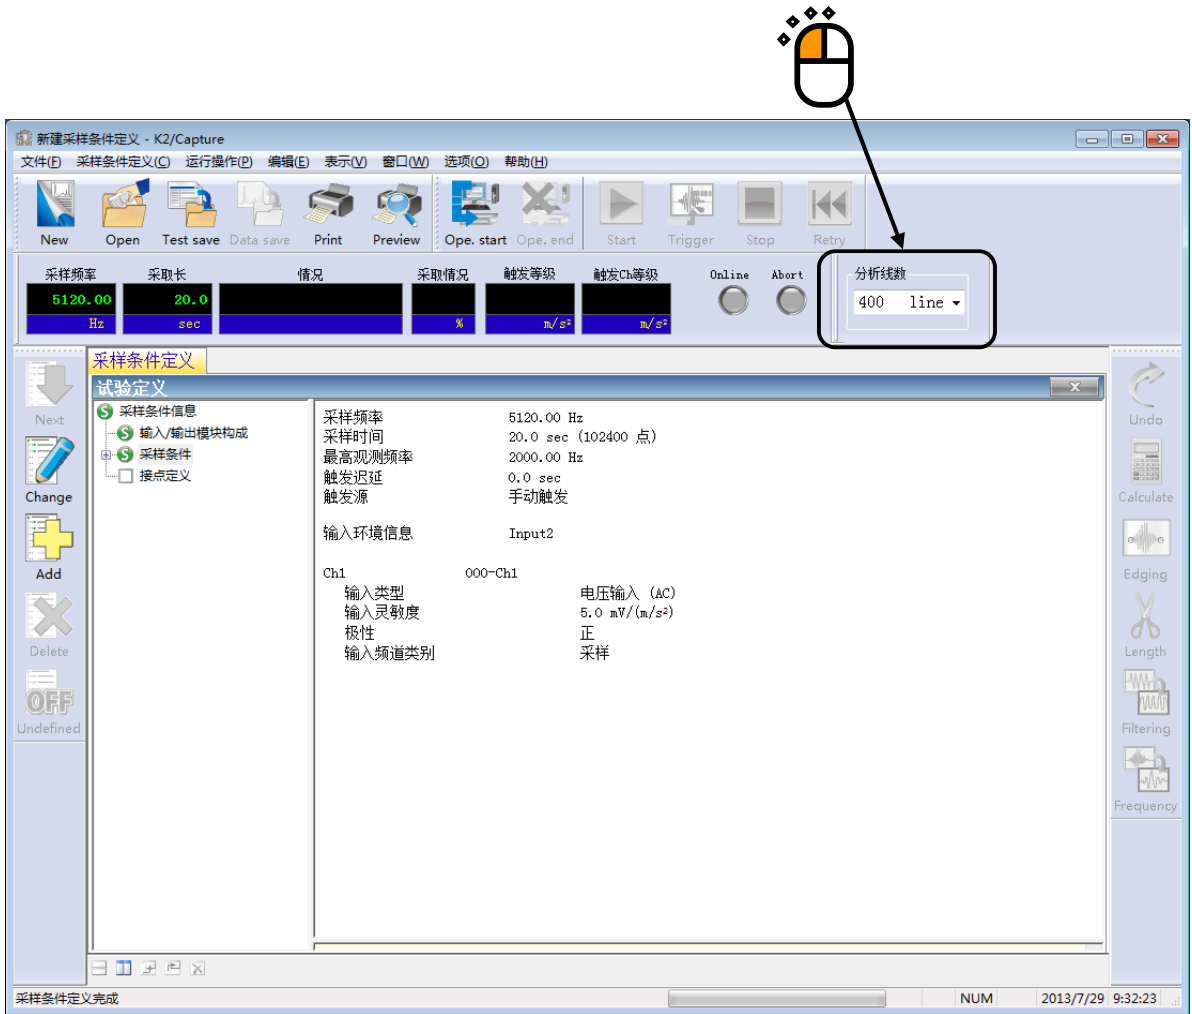 新建采样条件定义 - K2/Capture
文件(F) 采样条件定义(C) 运行操作(P) 编辑(E) 表示(V) 窗口(W) 选项(O) 帮助(H)
New Open Test save Data save Print Preview Ope. start Ope. end Start Trigger Stop Retry
采样频率 采取长 情况 采取情况 触发等级 触发Ch等级 Online Abort 分析线数
5120.00 20.0 400 line
Hz sec % m/s² m/s²
采样条件定义
试验定义
Next
Change
Add
Delete
OFF
Undefined
采样条件信息
输入/输出模块构成
采样条件
接点定义
采样频率 5120.00 Hz
采样时间 20.0 sec (102400 点)
最高观测频率 2000.00 Hz
触发迟延 0.0 sec
触发源 手动触发
输入环境信息 Input2
Ch1 000-Ch1
输入类型 电压输入 (AC)
输入灵敏度 5.0 mV/(m/s²)
极性 正
输入频道类别 采样
Undo
Calculate
Edging
Length
Filtering
Frequency
采样条件定义完成 NUM 2013/7/29 9:32:23